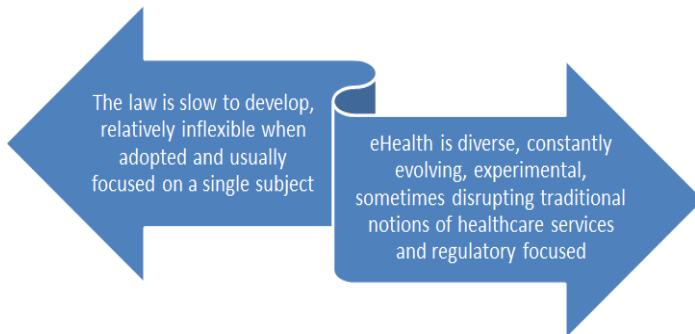 The law is slow to develop,
relatively inflexible when
adopted and usually
focused on a single subject
eHealth is diverse, constantly
evolving, experimental,
sometimes disrupting traditional
notions of healthcare services
and regulatory focused